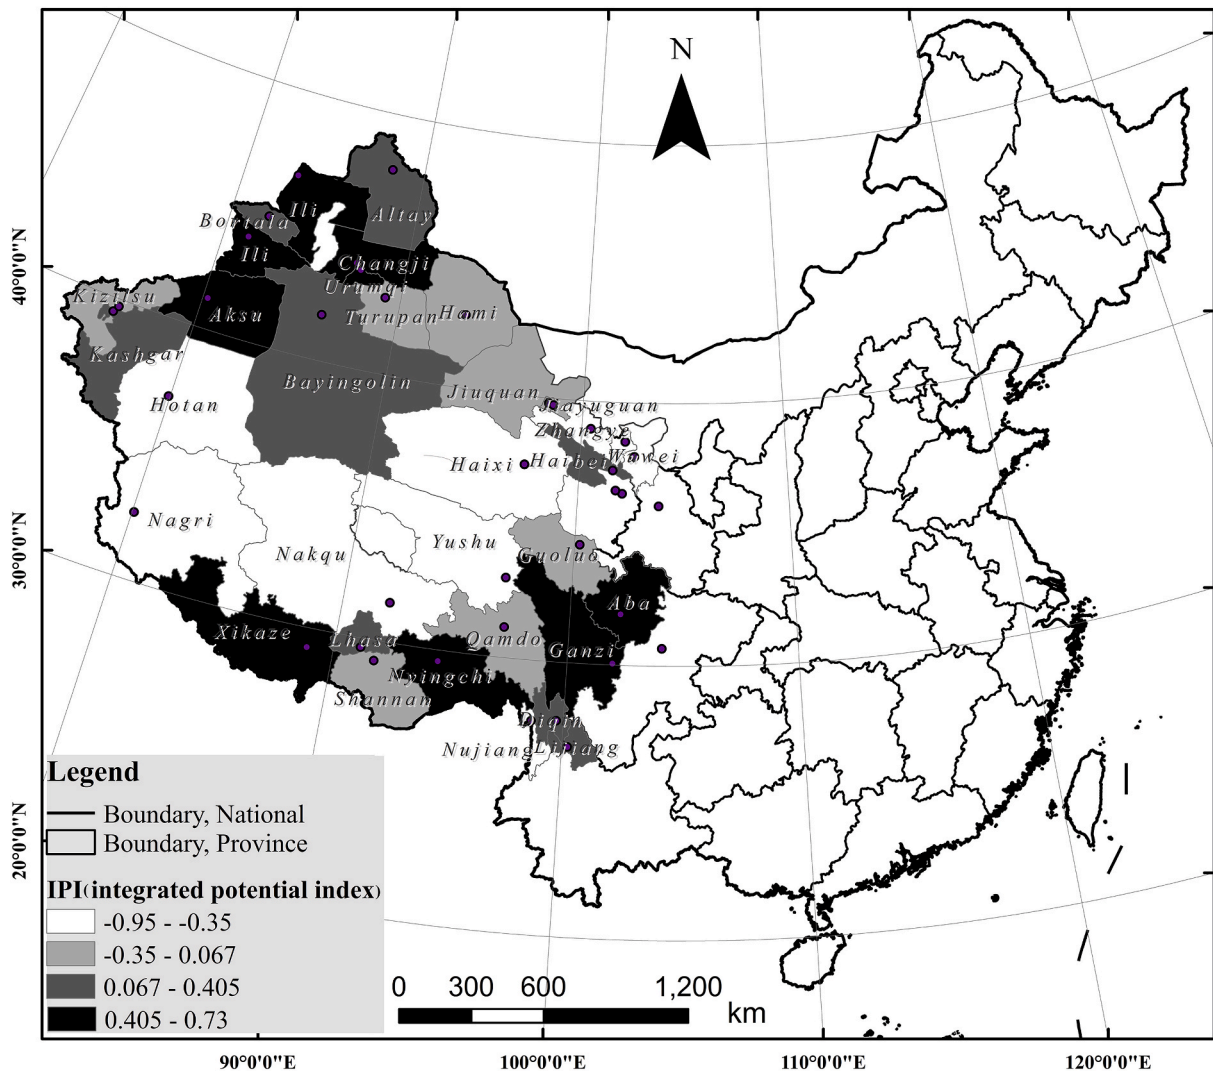 N
40°0'0"N
30°0'0"N
20°0'0"N
Ili
Altay
Bortala
Ili
Changji
Urumqi
Kizilsu
Aksu
Turupan
Hami
Kashgar
Bayingolin
Jiuquan
Hotan
Jiayuguan
Zhangye
Haixi
Haibei
Wuwei
Nagri
Yushu
Nakqu
Guoluo
Aba
Xikaze
Lhasa
Qamdo
Ganzi
Nyingchi
Shannan
Diqin
Nujiang
Lijiang
Legend
Boundary, National
Boundary, Province
IPI(integrated potential index)
-0.95 - -0.35
-0.35 - 0.067
0.067 - 0.405
0.405 - 0.73
0 300 600 1,200
km
90°0'0"E 100°0'0"E 110°0'0"E 120°0'0"E